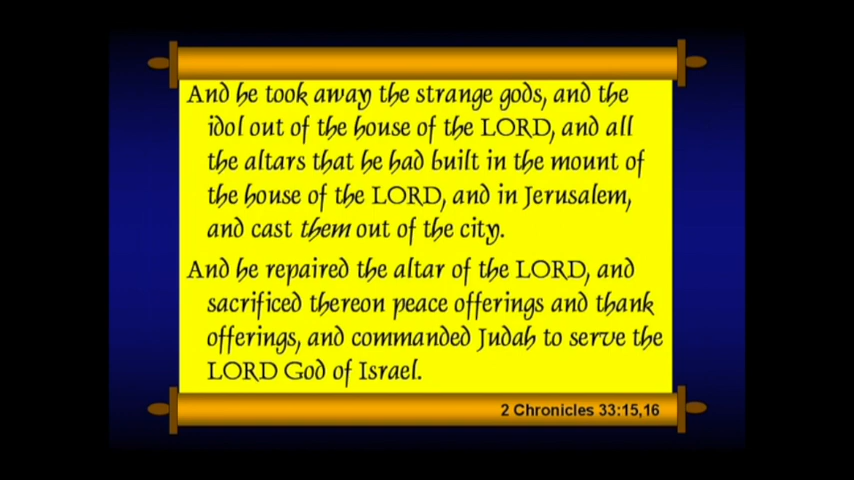 And he took away the strange gods, and the
idol out of the house of the LORD, and all
the altars that he had built in the mount of
the house of the LORD, and in Jerusalem,
and cast them out of the city.
And he repaired the altar of the LORD, and
sacrificed thereon peace offerings and thank
offerings, and commanded Judah to serve the
LORD God of Israel.
2 Chronicles 33:15,16